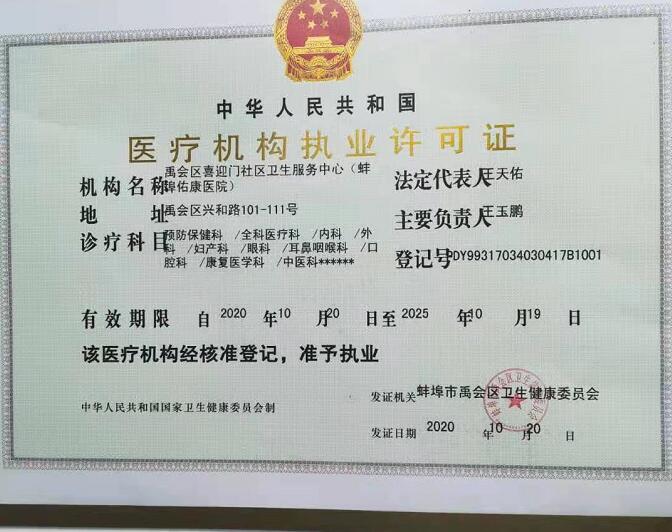 中华人民共和国
医疗机构执业许可证
机构名称 禹会区喜迎门社区卫生服务中心（蚌
埠佑康医院）
法定代表人 王天佑
地 址 禹会区兴和路101-111号
主要负责人 王玉鹏
诊疗科目 预防保健科 /全科医疗科 /内科 /外
科 /妇产科 /眼科 /耳鼻咽喉科 /口
腔科 /康复医学科 /中医科******
登记号 PDY99317034030417B1001
有效期限 自 2020 年 10 月 20 日至 2025 年 10 月 19 日
该医疗机构经核准登记，准予执业
发证机关 蚌埠市禹会区卫生健康委员会
中华人民共和国国家卫生健康委员会制
发证日期 2020 年 10 月 20 日